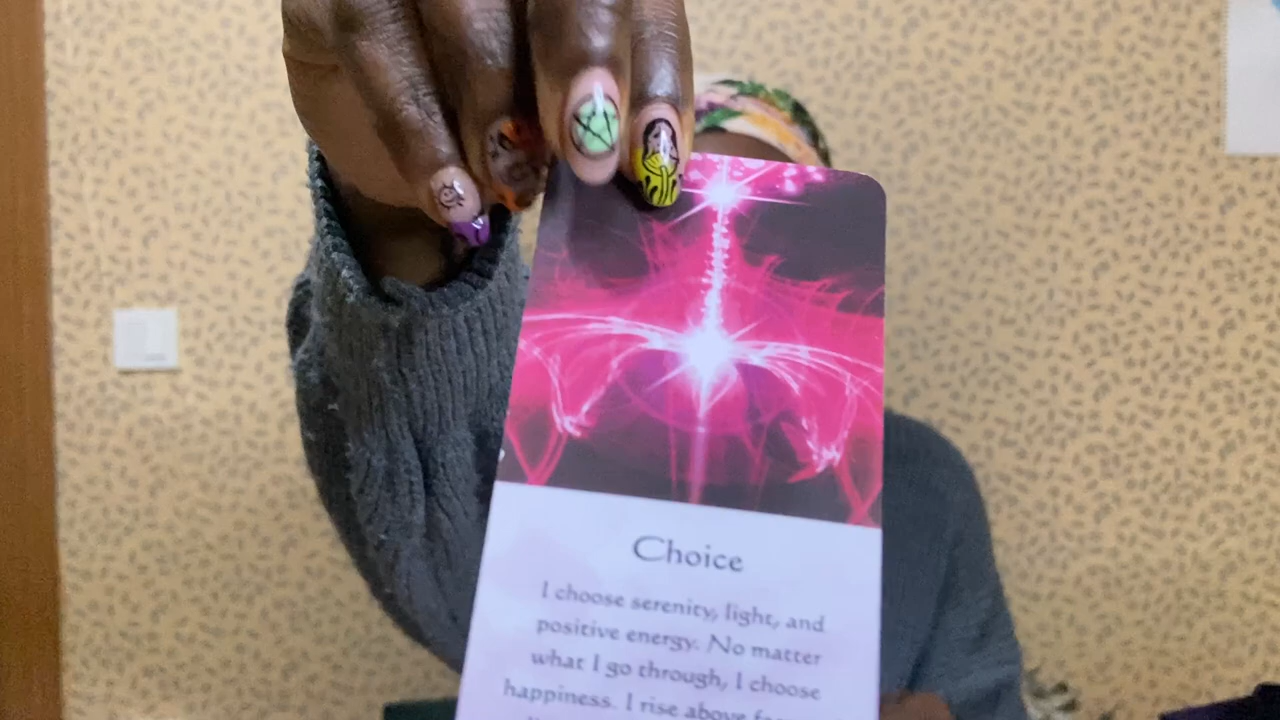 Choice
I choose serenity, light, and
positive energy. No matter
what I go through, I choose
happiness. I rise above